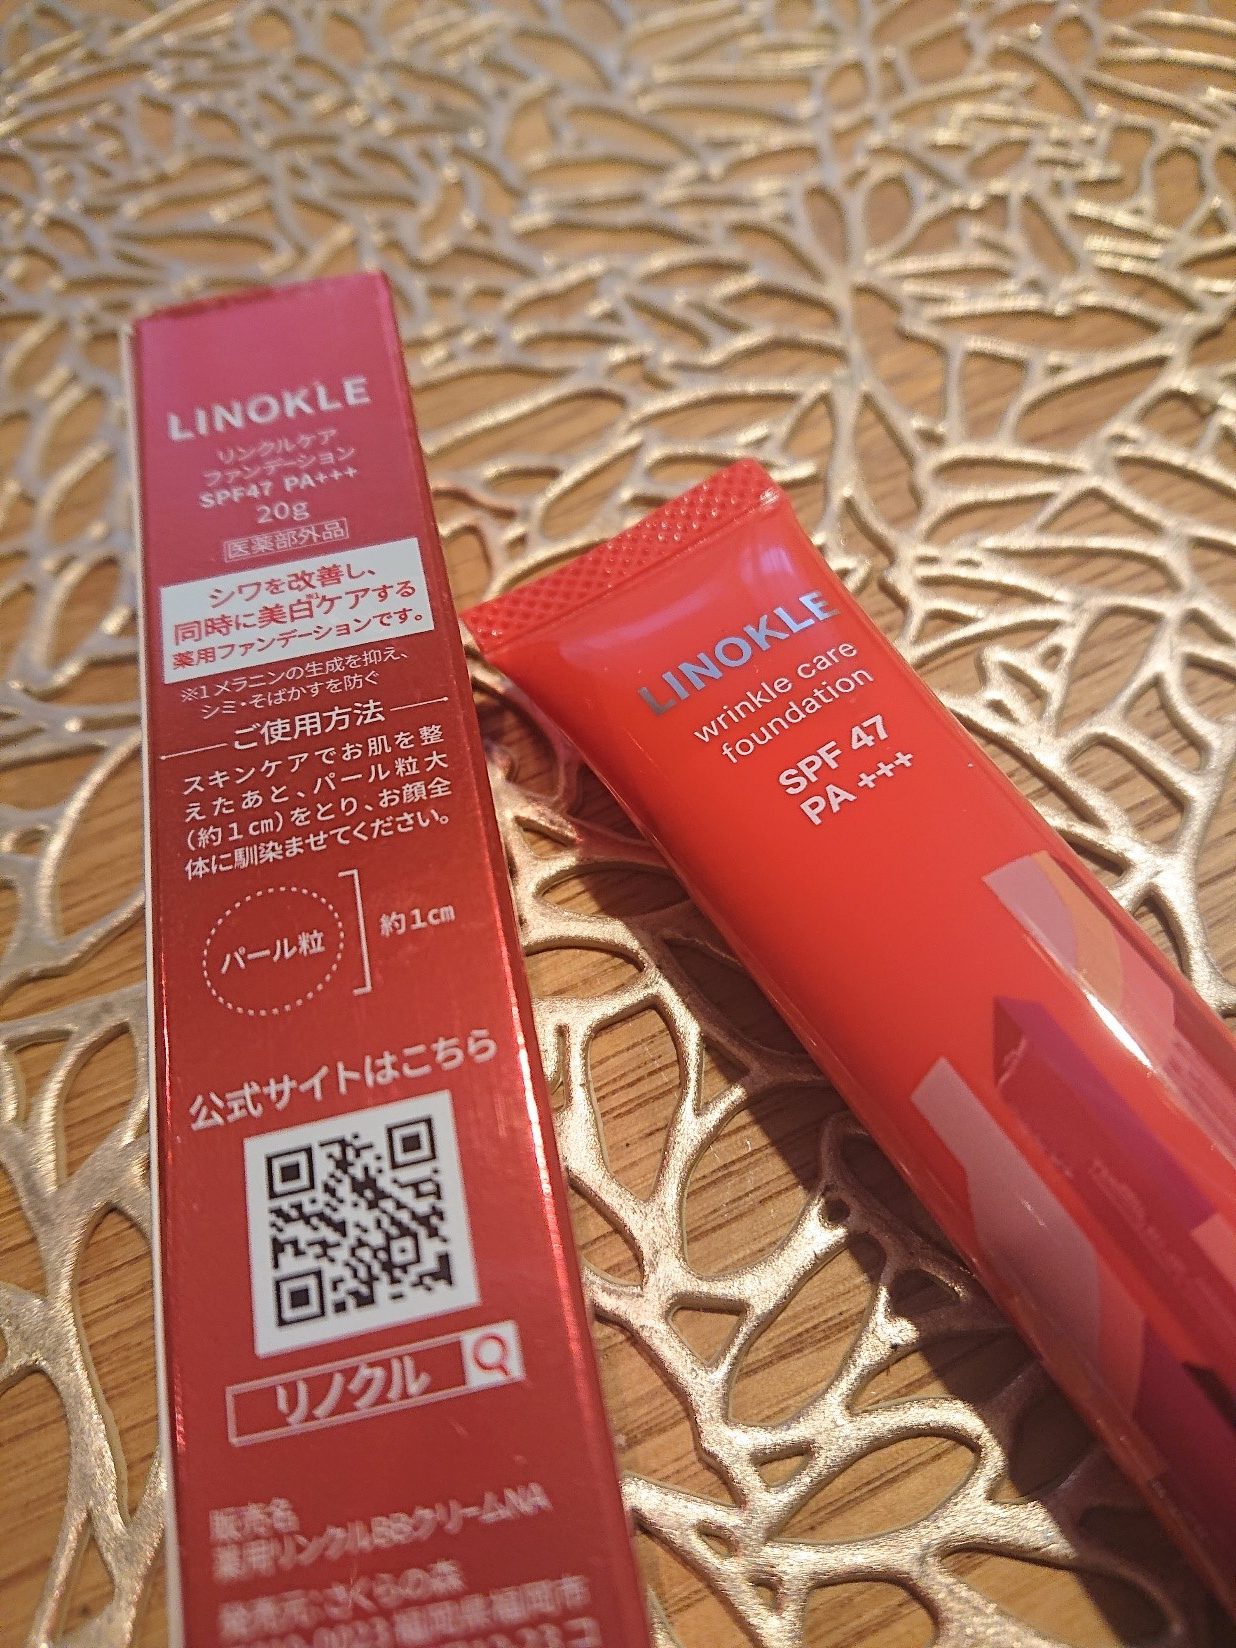 LINOKLE
リンクルケア
ファンデーション
SPF47 PA+++
20g
医薬部外品
シワを改善し、
同時に美白※1ケアする
薬用ファンデーションです。
※1 メラニンの生成を抑え、
シミ・そばかすを防ぐ
ご使用方法
スキンケアでお肌を整
えたあと、パール粒大
(約1㎝)をとり、お顔全
体に馴染ませてください。
パール粒
約1㎝
公式サイトはこちら
リノクル
販売名
薬用リンクルBBクリームNA
発売元:さくらの森
福岡県福岡市
LINOKLE
wrinkle care
foundation
SPF 47
PA +++